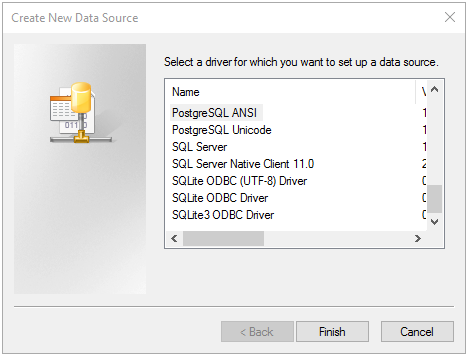 Create New Data Source
Select a driver for which you want to set up a data source.
Name
PostgreSQL ANSI 1
PostgreSQL Unicode 1
SQL Server 1
SQL Server Native Client 11.0 2
SQLite ODBC (UTF-8) Driver 0
SQLite ODBC Driver 0
SQLite3 ODBC Driver 0
< Back Finish Cancel